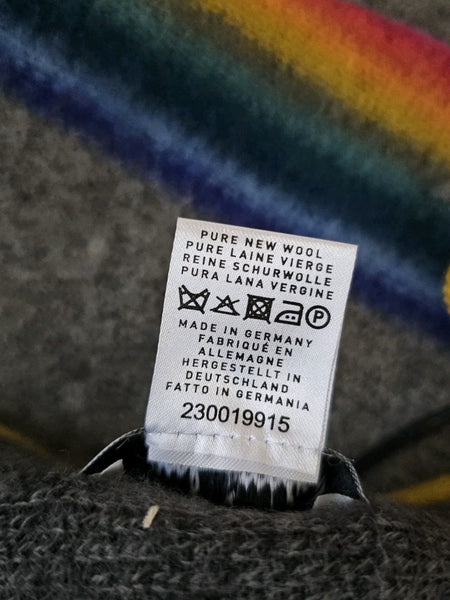 PURE NEW WOOL
PURE LAINE VIERGE
REINE SCHURWOLLE
PURA LANA VERGINE
P
MADE IN GERMANY
FABRIQUÉ EN
ALLEMAGNE
HERGESTELLT IN
DEUTSCHLAND
FATTO IN GERMANIA
230019915